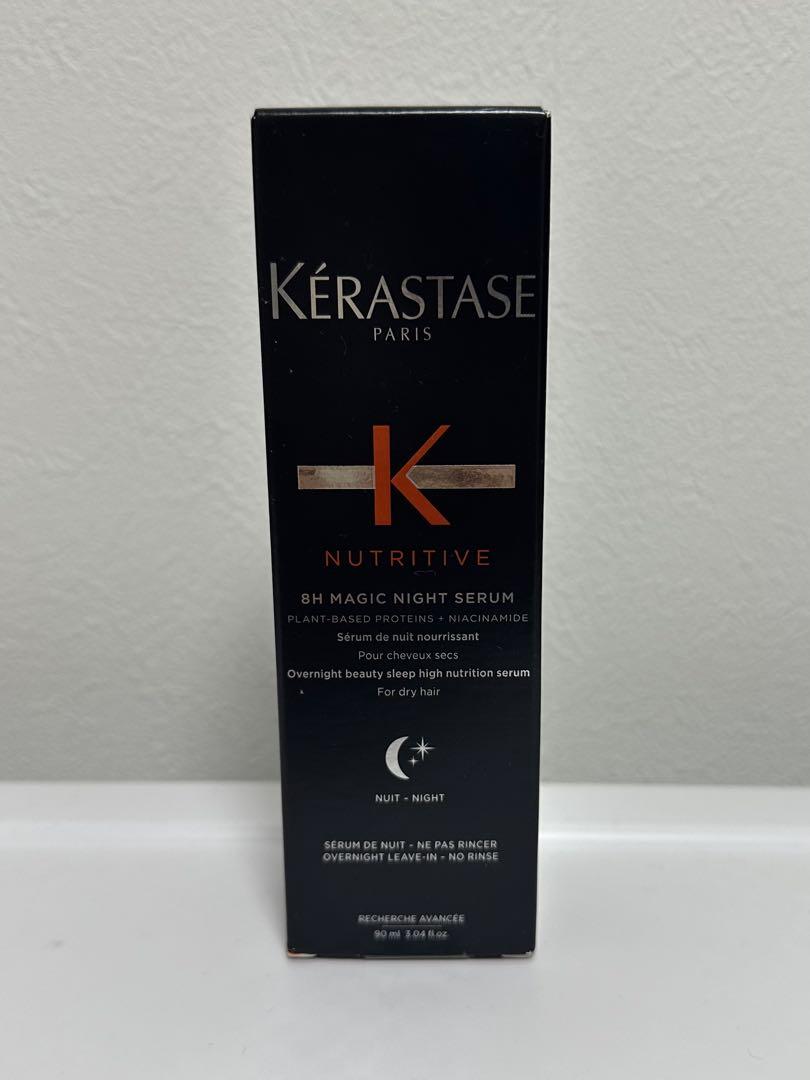 KÉRASTASE
PARIS
K
NUTRITIVE
8H MAGIC NIGHT SERUM
PLANT-BASED PROTEINS + NIACINAMIDE
Sérum de nuit nourrissant
Pour cheveux secs
Overnight beauty sleep high nutrition serum
For dry hair
NUIT - NIGHT
SÉRUM DE NUIT - NE PAS RINCER
OVERNIGHT LEAVE-IN - NO RINSE
RECHERCHE AVANCÉE
90 ml 3.04 fl oz